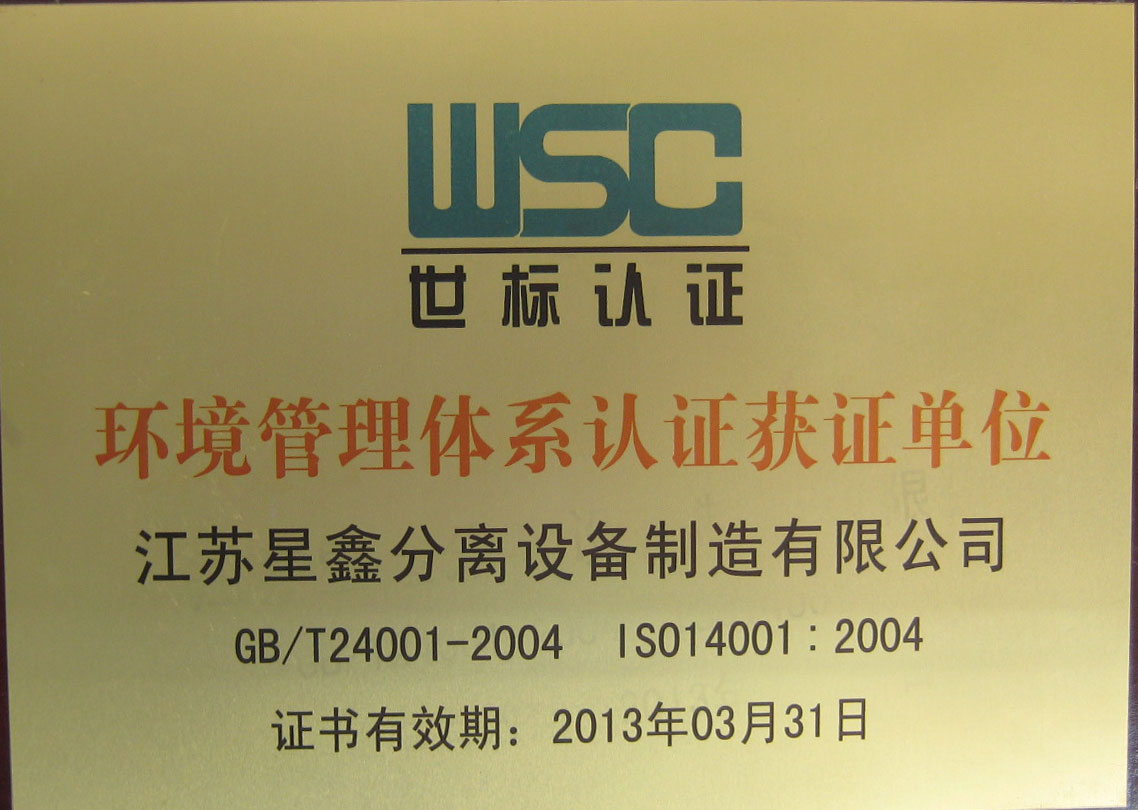 WSC
世标认证
环境管理体系认证获证单位
江苏星鑫分离设备制造有限公司
GB/T24001-2004 ISO14001:2004
证书有效期：2013年03月31日